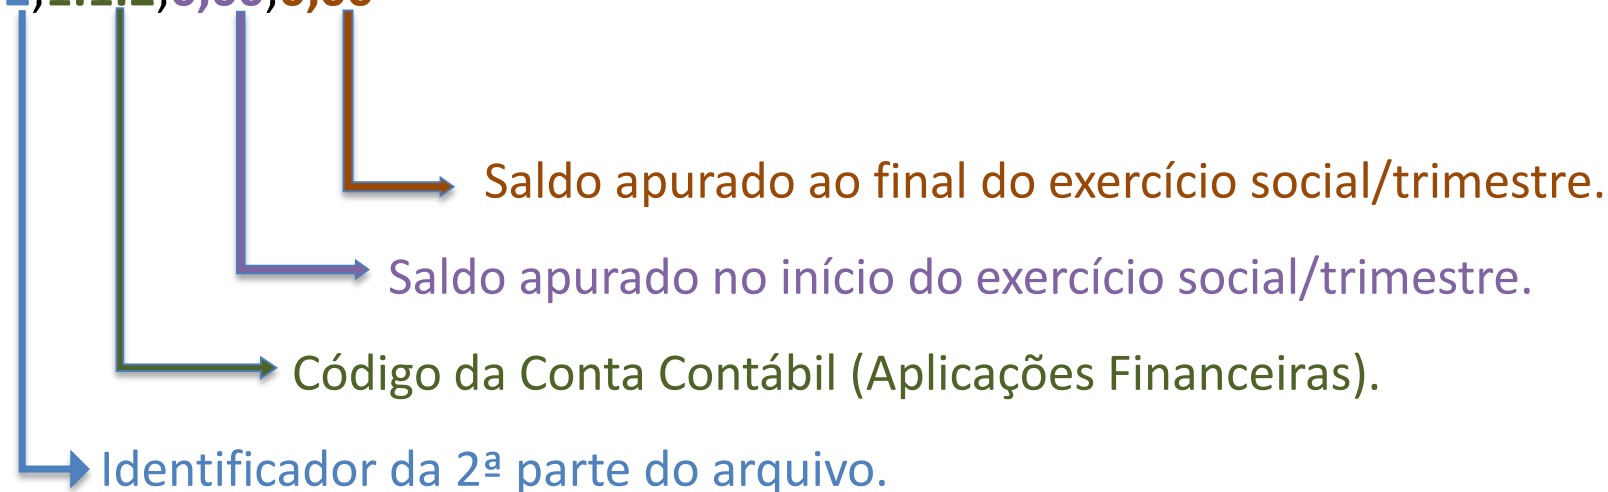 Saldo apurado ao final do exercício social/trimestre.
Saldo apurado no início do exercício social/trimestre.
Código da Conta Contábil (Aplicações Financeiras).
Identificador da 2ª parte do arquivo.